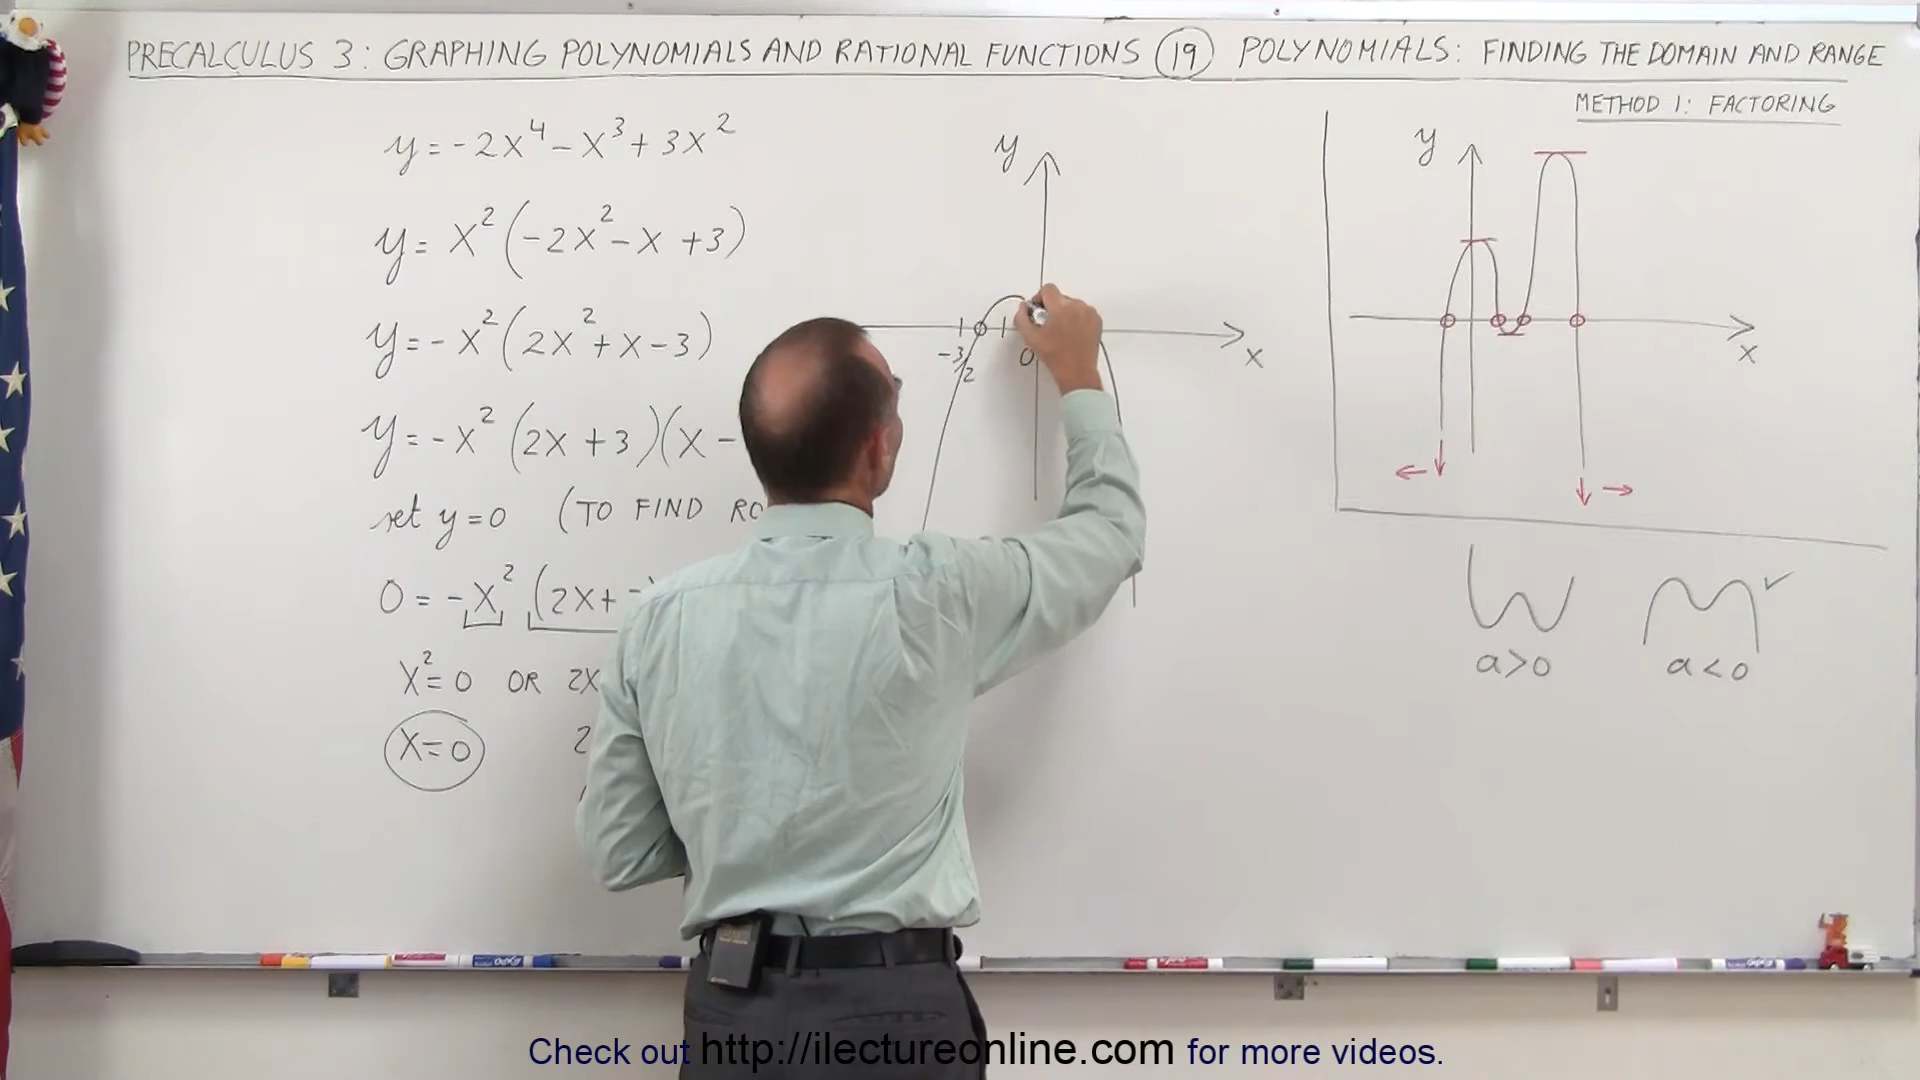 PRECALCULUS 3: GRAPHING POLYNOMIALS AND RATIONAL FUNCTIONS 19 POLYNOMIALS: FINDING THE DOMAIN AND RANGE
METHOD 1: FACTORING
y = -2x⁴ - x³ + 3x²
y = x² (-2x² - x + 3)
y = -x² (2x² + x - 3)
y = -x² (2x + 3)(x -
set y = 0 (TO FIND
0 = -x² (2x +
x² = 0 OR 2x
x = 0
2
y
x
-3/2
1
0
y
x
a > 0
a < 0
Check out http://ilectureonline.com for more videos.